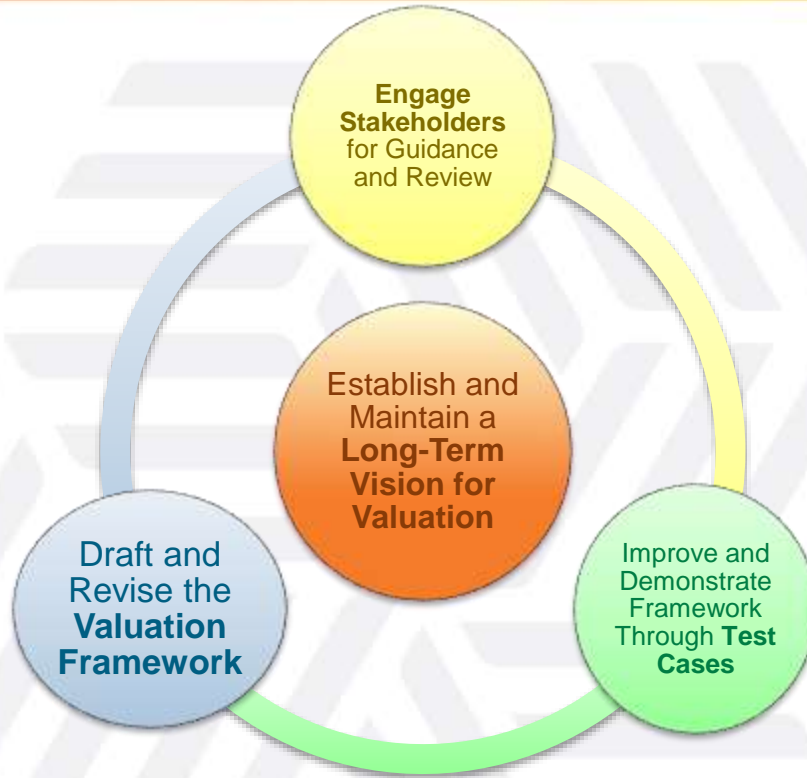 Engage
Stakeholders
for Guidance
and Review
Establish and
Maintain a
Long-Term
Vision for
Valuation
Draft and
Revise the
Valuation
Framework
Improve and
Demonstrate
Framework
Through Test
Cases